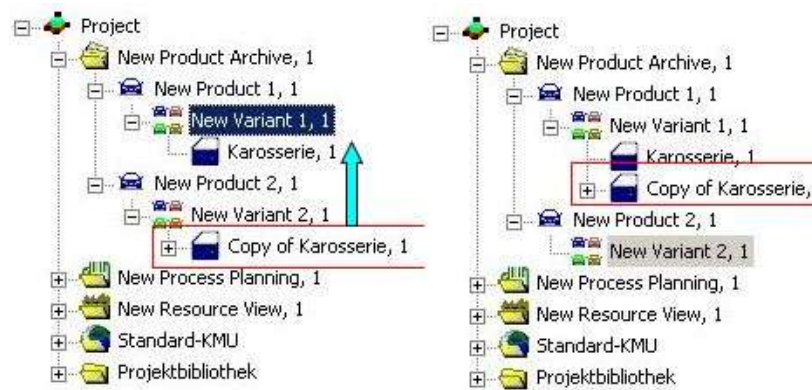 Project
New Product Archive, 1
New Product 1, 1
New Variant 1, 1
Karosserie, 1
New Product 2, 1
New Variant 2, 1
Copy of Karosserie, 1
New Process Planning, 1
New Resource View, 1
Standard-KMU
Projektbibliothek
Project
New Product Archive, 1
New Product 1, 1
New Variant 1, 1
Karosserie, 1
Copy of Karosserie,
New Product 2, 1
New Variant 2, 1
New Process Planning, 1
New Resource View, 1
Standard-KMU
Projektbibliothek